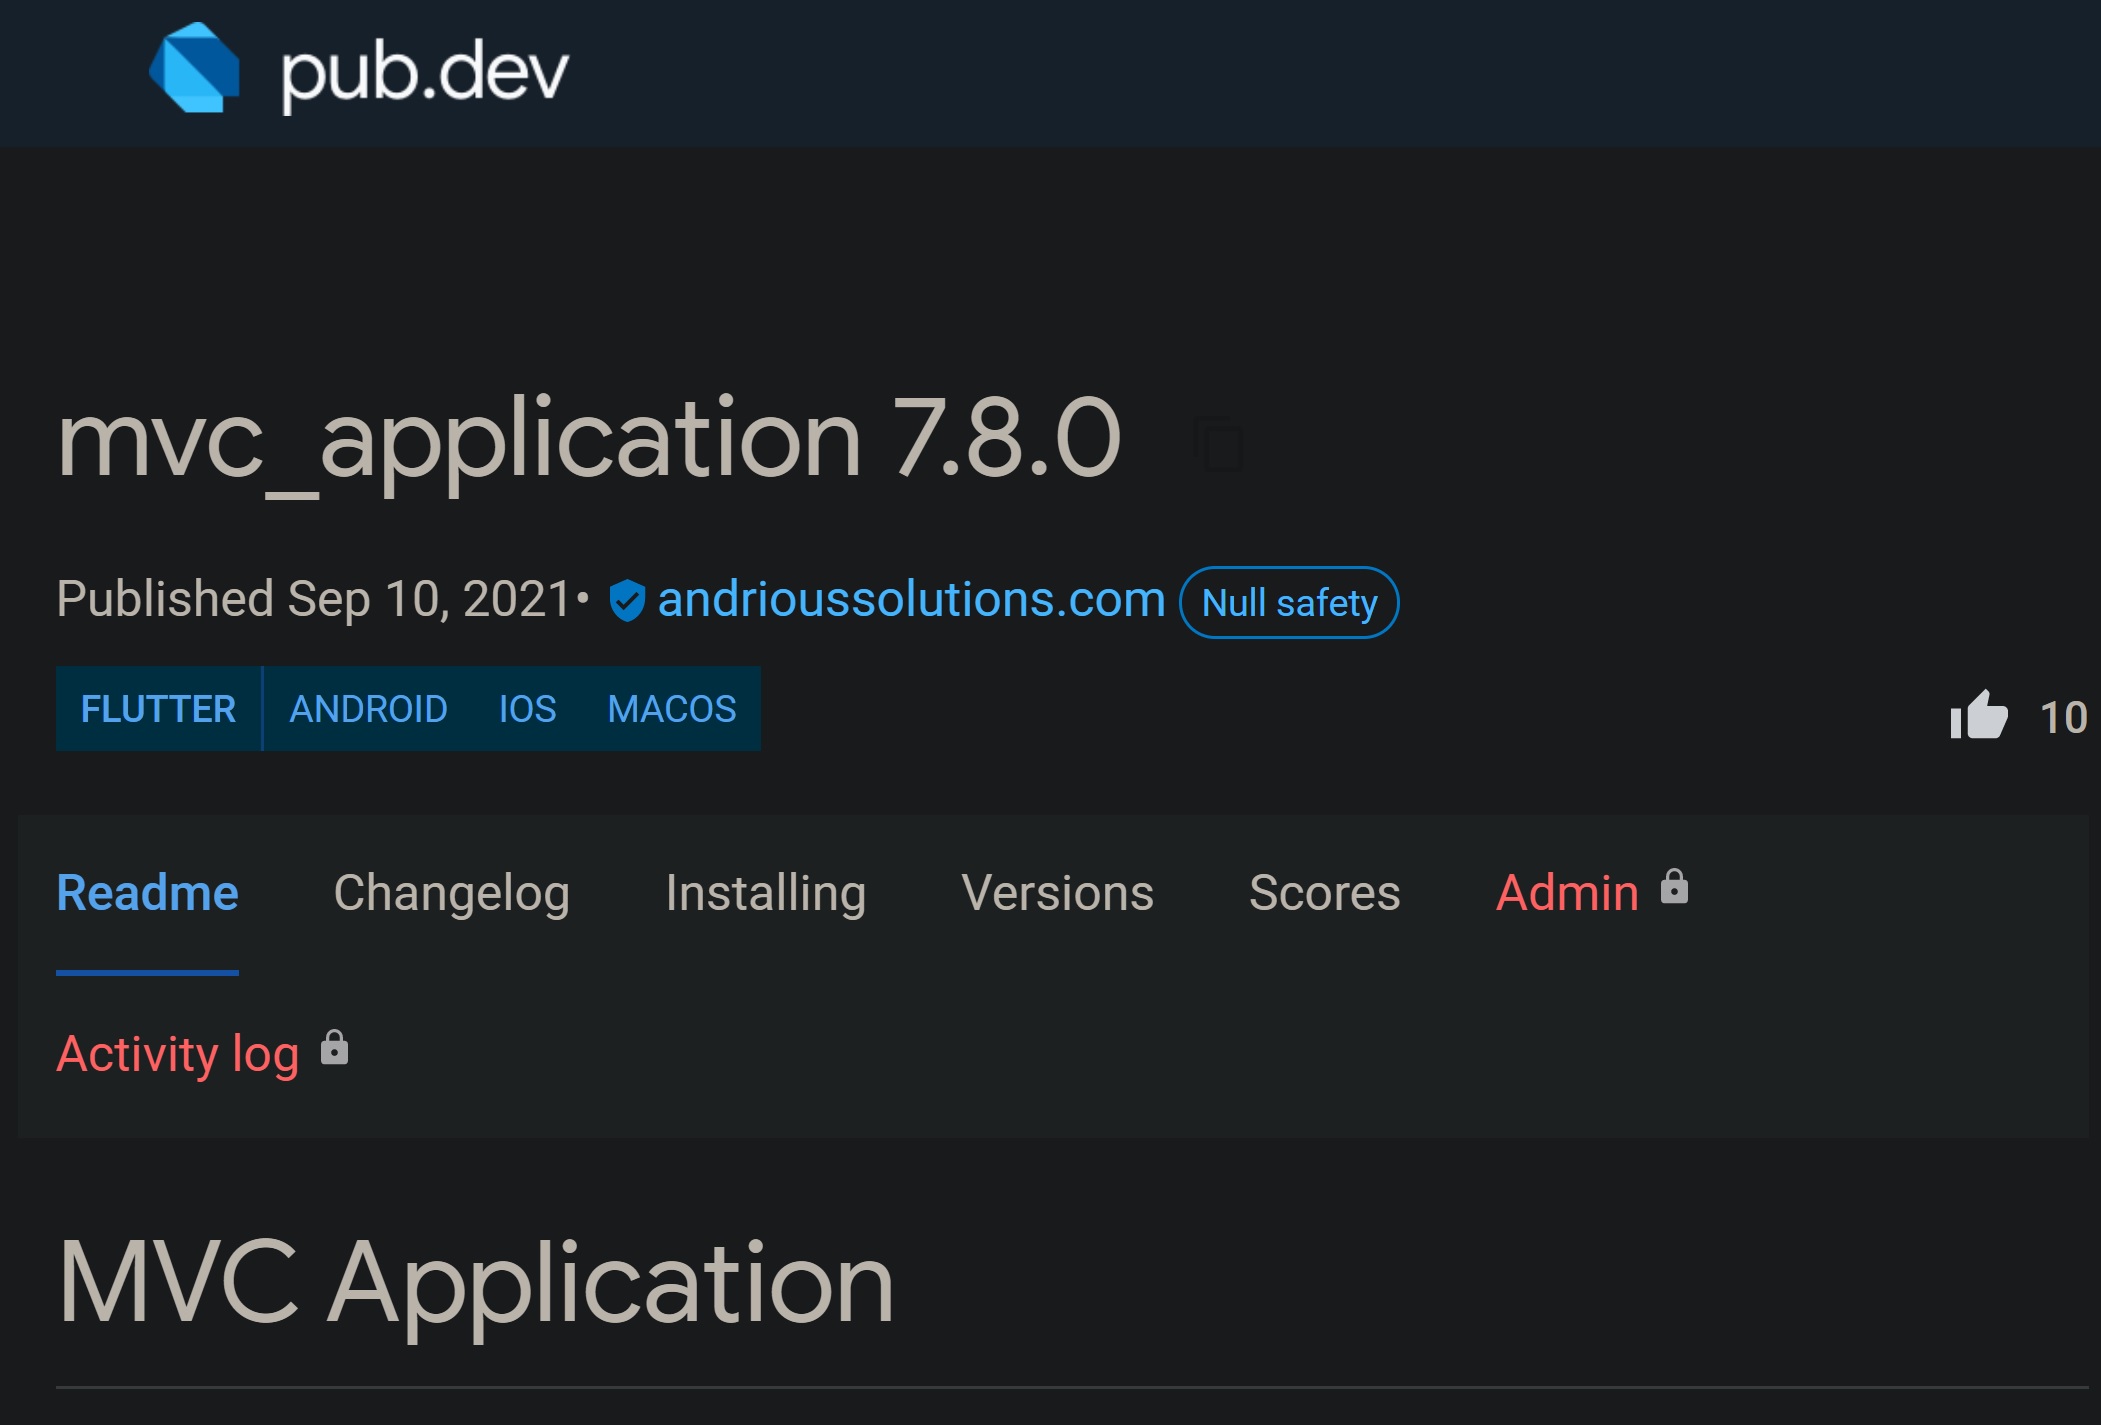 pub.dev
mvc_application 7.8.0
Published Sep 10, 2021• andrioussolutions.com Null safety
FLUTTER ANDROID IOS MACOS
10
Readme Changelog Installing Versions Scores Admin
Activity log
MVC Application